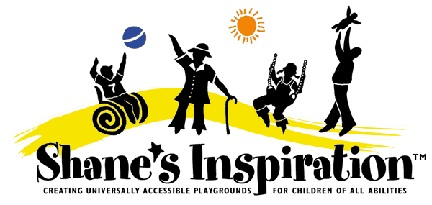 Shane's Inspiration™
CREATING UNIVERSALLY ACCESSIBLE PLAYGROUNDS FOR CHILDREN OF ALL ABILITIES